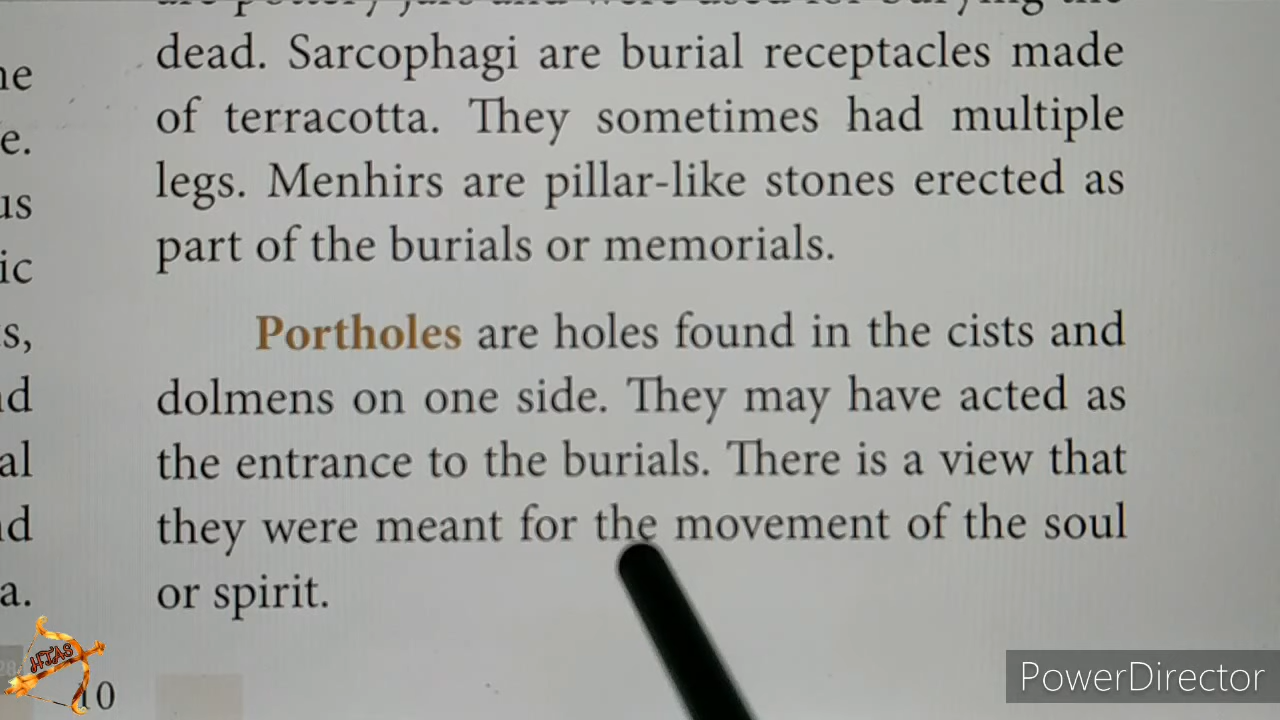 dead. Sarcophagi are burial receptacles made
of terracotta. They sometimes had multiple
legs. Menhirs are pillar-like stones erected as
part of the burials or memorials.
Portholes are holes found in the cists and
dolmens on one side. They may have acted as
the entrance to the burials. There is a view that
they were meant for the movement of the soul
or spirit.
HTAS
10
PowerDirector